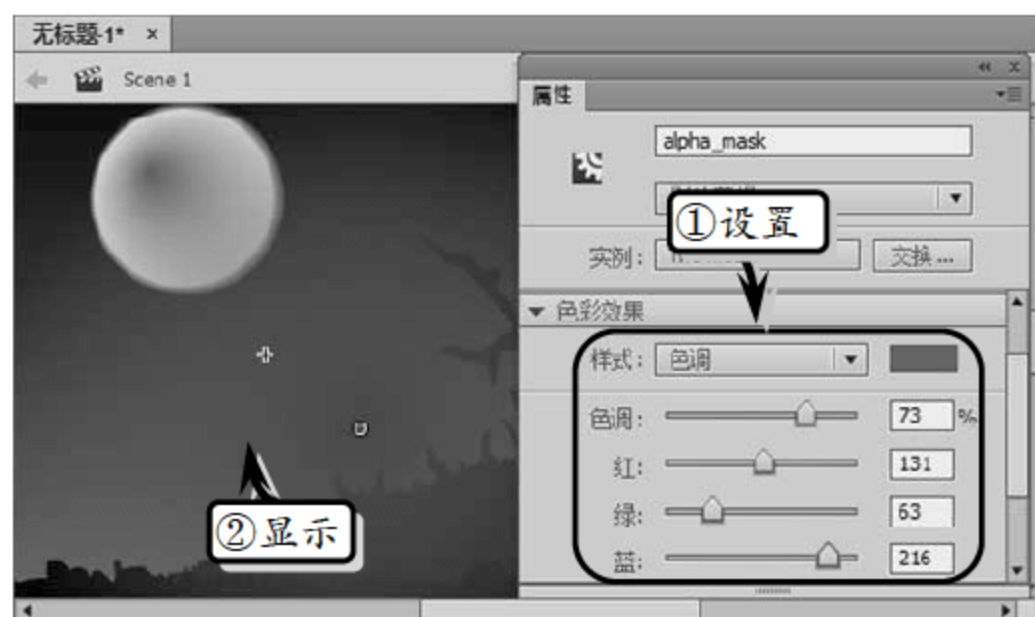 无标题-1* ×
Scene 1
属性
alpha_mask
①设置
实例:
交换...
色彩效果
样式: 色调
色调: 73 %
红: 131
绿: 63
蓝: 216
②显示